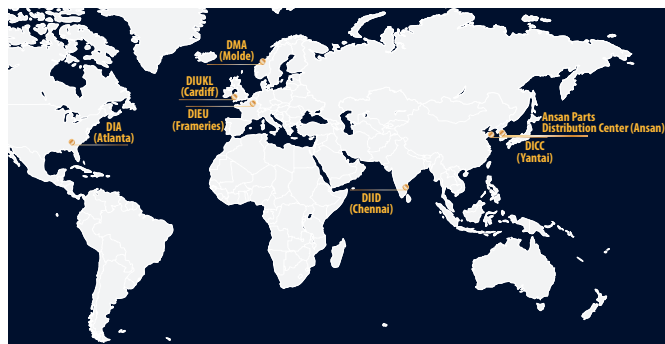 DMA
(Molde)
DIUKL
(Cardiff)
DIEU
(Frameries)
DIA
(Atlanta)
Ansan Parts
Distribution Center (Ansan)
DICC
(Yantai)
DIID
(Chennai)